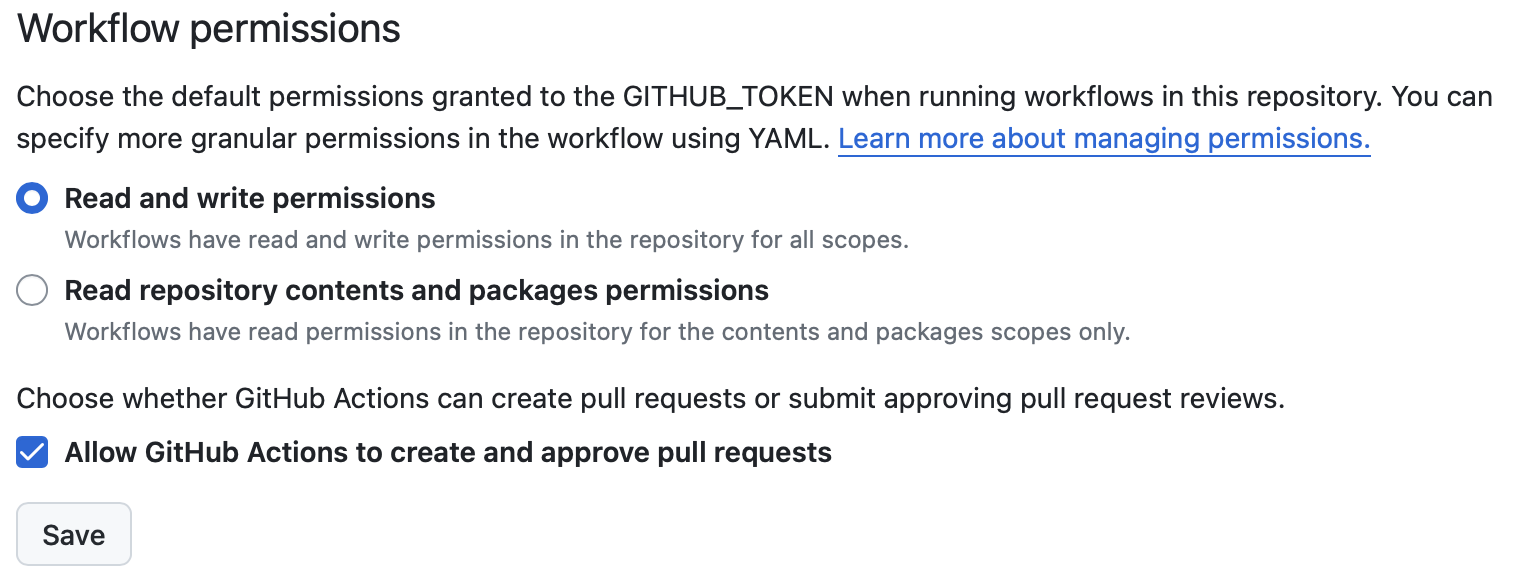 Workflow permissions
Choose the default permissions granted to the GITHUB_TOKEN when running workflows in this repository. You can
specify more granular permissions in the workflow using YAML. Learn more about managing permissions.
Read and write permissions
Workflows have read and write permissions in the repository for all scopes.
Read repository contents and packages permissions
Workflows have read permissions in the repository for the contents and packages scopes only.
Choose whether GitHub Actions can create pull requests or submit approving pull request reviews.
Allow GitHub Actions to create and approve pull requests
Save